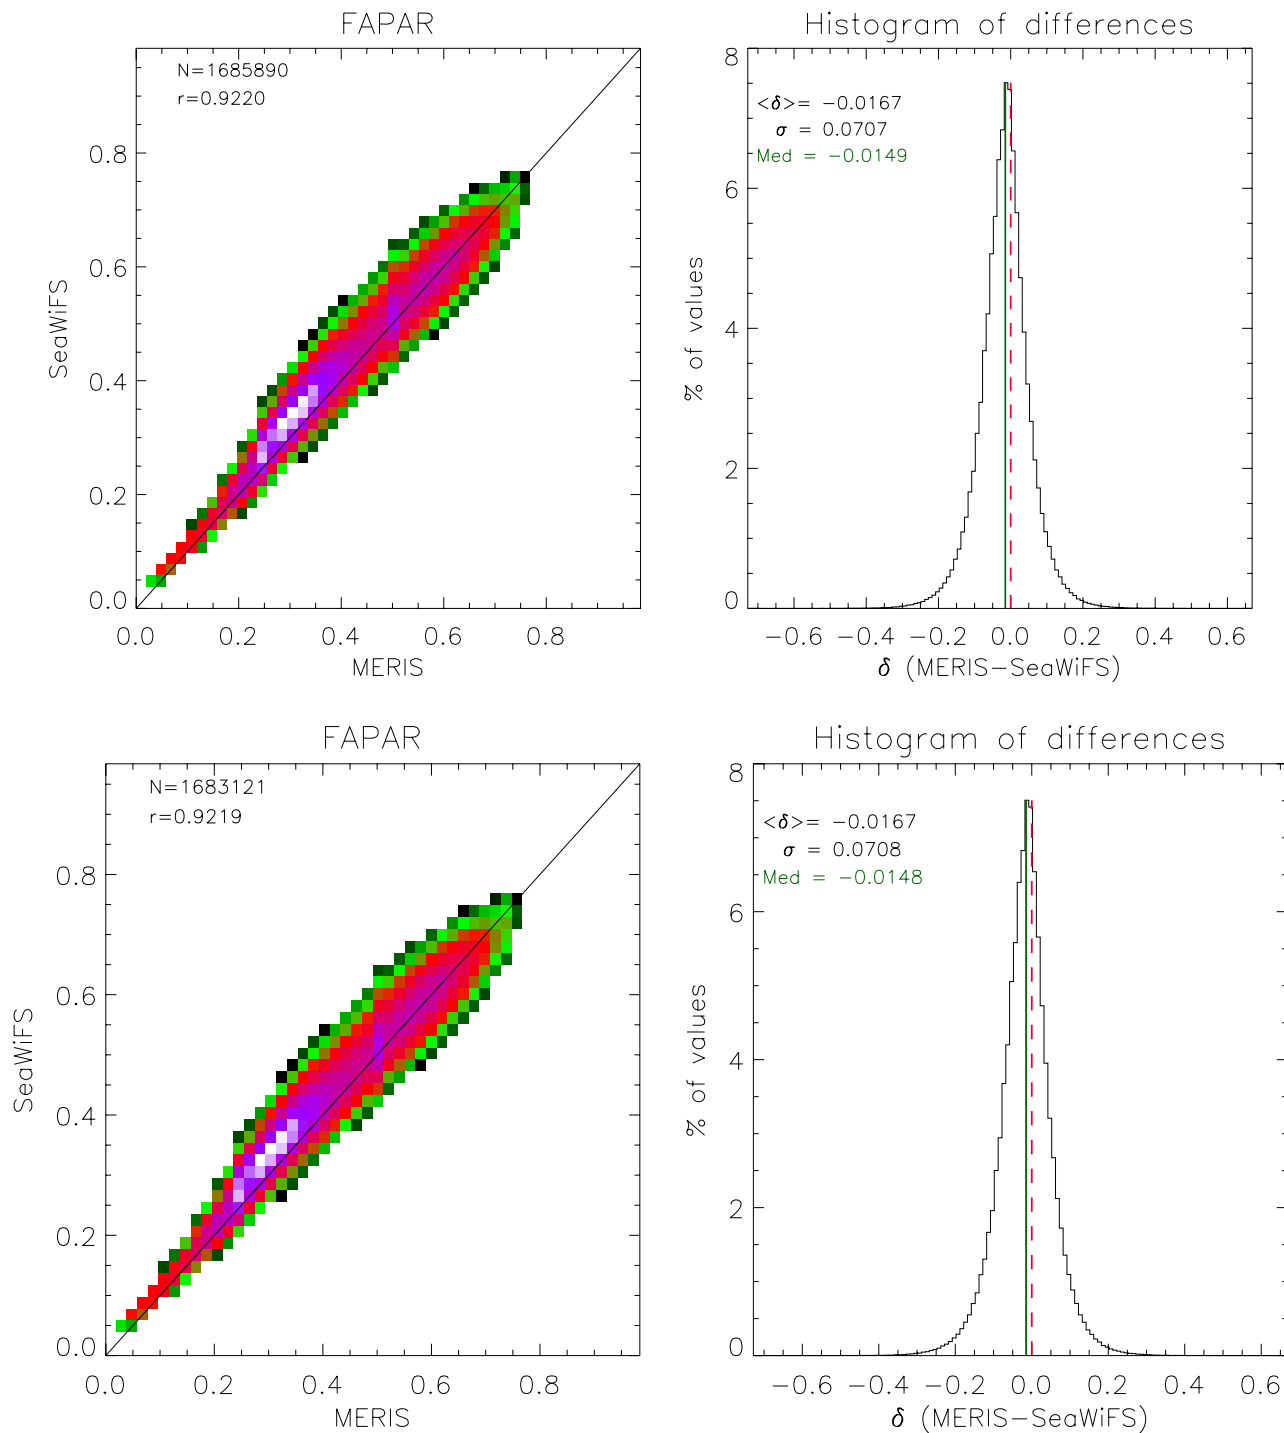 FAPAR
N=1685890
r=0.9220
0.8
0.6
0.4
0.2
0.0
SeaWiFS
0.0 0.2 0.4 0.6 0.8
MERIS
Histogram of differences
<δ>= −0.0167
σ = 0.0707
Med = −0.0149
8
6
4
2
0
% of values
−0.6 −0.4 −0.2 0.0 0.2 0.4 0.6
δ (MERIS−SeaWiFS)
FAPAR
N=1683121
r=0.9219
0.8
0.6
0.4
0.2
0.0
SeaWiFS
0.0 0.2 0.4 0.6 0.8
MERIS
Histogram of differences
<δ>= −0.0167
σ = 0.0708
Med = −0.0148
8
6
4
2
0
% of values
−0.6 −0.4 −0.2 0.0 0.2 0.4 0.6
δ (MERIS−SeaWiFS)